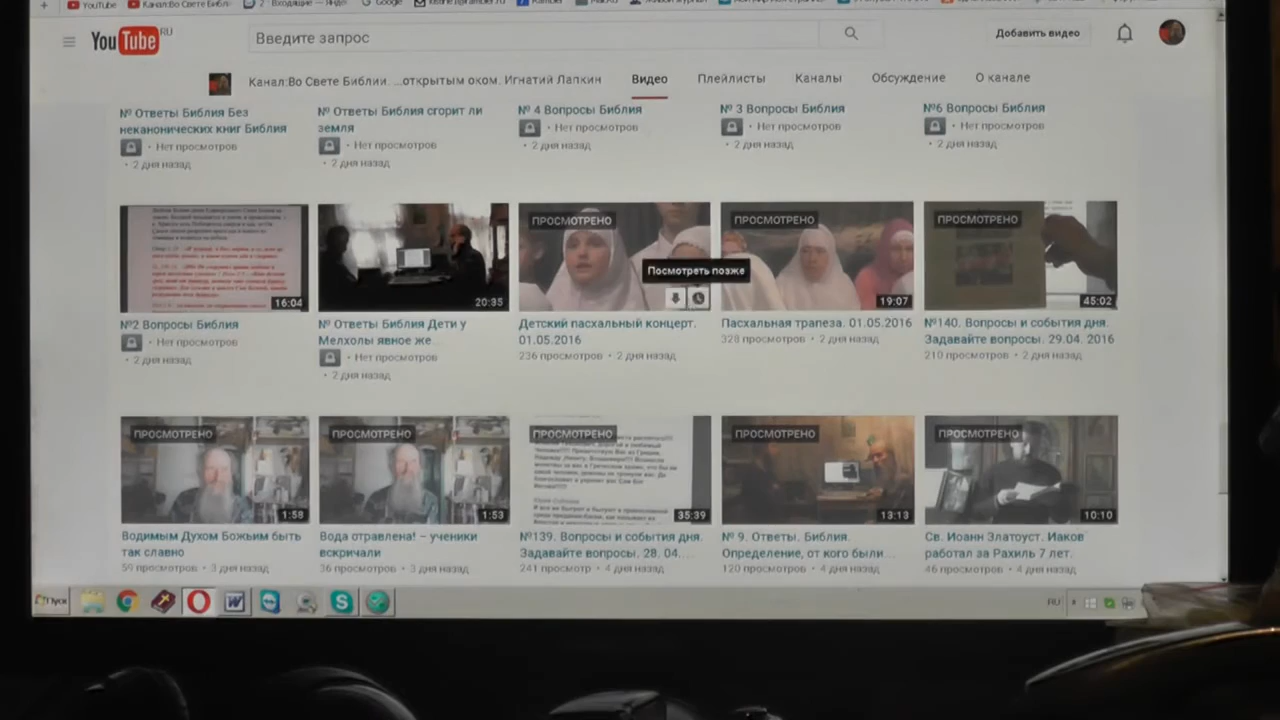 YouTube
Канал:Во Свете Библи
Входящие
Google
YouTube RU
Введите запрос
Добавить видео
Канал:Во Свете Библии. ...открытым оком. Игнатий Лапкин
Видео
Плейлисты
Каналы
Обсуждение
О канале
№ Ответы Библия Без
неканонических книг Библия
• Нет просмотров
• 2 дня назад
№ Ответы Библия сгорит ли
земля
• Нет просмотров
• 2 дня назад
№ 4 Вопросы Библия
• Нет просмотров
• 2 дня назад
№ 3 Вопросы Библия
• Нет просмотров
• 2 дня назад
№6 Вопросы Библия
• Нет просмотров
• 2 дня назад
16:04
№2 Вопросы Библия
• Нет просмотров
• 2 дня назад
20:35
№ Ответы Библия Дети у
Мелхолы явное же...
• Нет просмотров
• 2 дня назад
ПРОСМОТРЕНО
Посмотреть позже
Детский пасхальный концерт.
01.05.2016
236 просмотров • 2 дня назад
ПРОСМОТРЕНО
19:07
Пасхальная трапеза. 01.05.2016
328 просмотров • 2 дня назад
ПРОСМОТРЕНО
45:02
№140. Вопросы и события дня.
Задавайте вопросы. 29.04. 2016
210 просмотров • 2 дня назад
ПРОСМОТРЕНО
1:58
Водимым Духом Божьим быть
так славно
59 просмотров • 3 дня назад
ПРОСМОТРЕНО
1:53
Вода отравлена! – ученики
вскричали
36 просмотров • 3 дня назад
ПРОСМОТРЕНО
35:39
№139. Вопросы и события дня.
Задавайте вопросы. 28. 04....
241 просмотр • 4 дня назад
ПРОСМОТРЕНО
13:13
№ 9. Ответы. Библия.
Определение, от кого были...
120 просмотров • 4 дня назад
ПРОСМОТРЕНО
10:10
Св. Иоанн Златоуст. Иаков
работал за Рахиль 7 лет.
46 просмотров • 4 дня назад
Пуск
RU